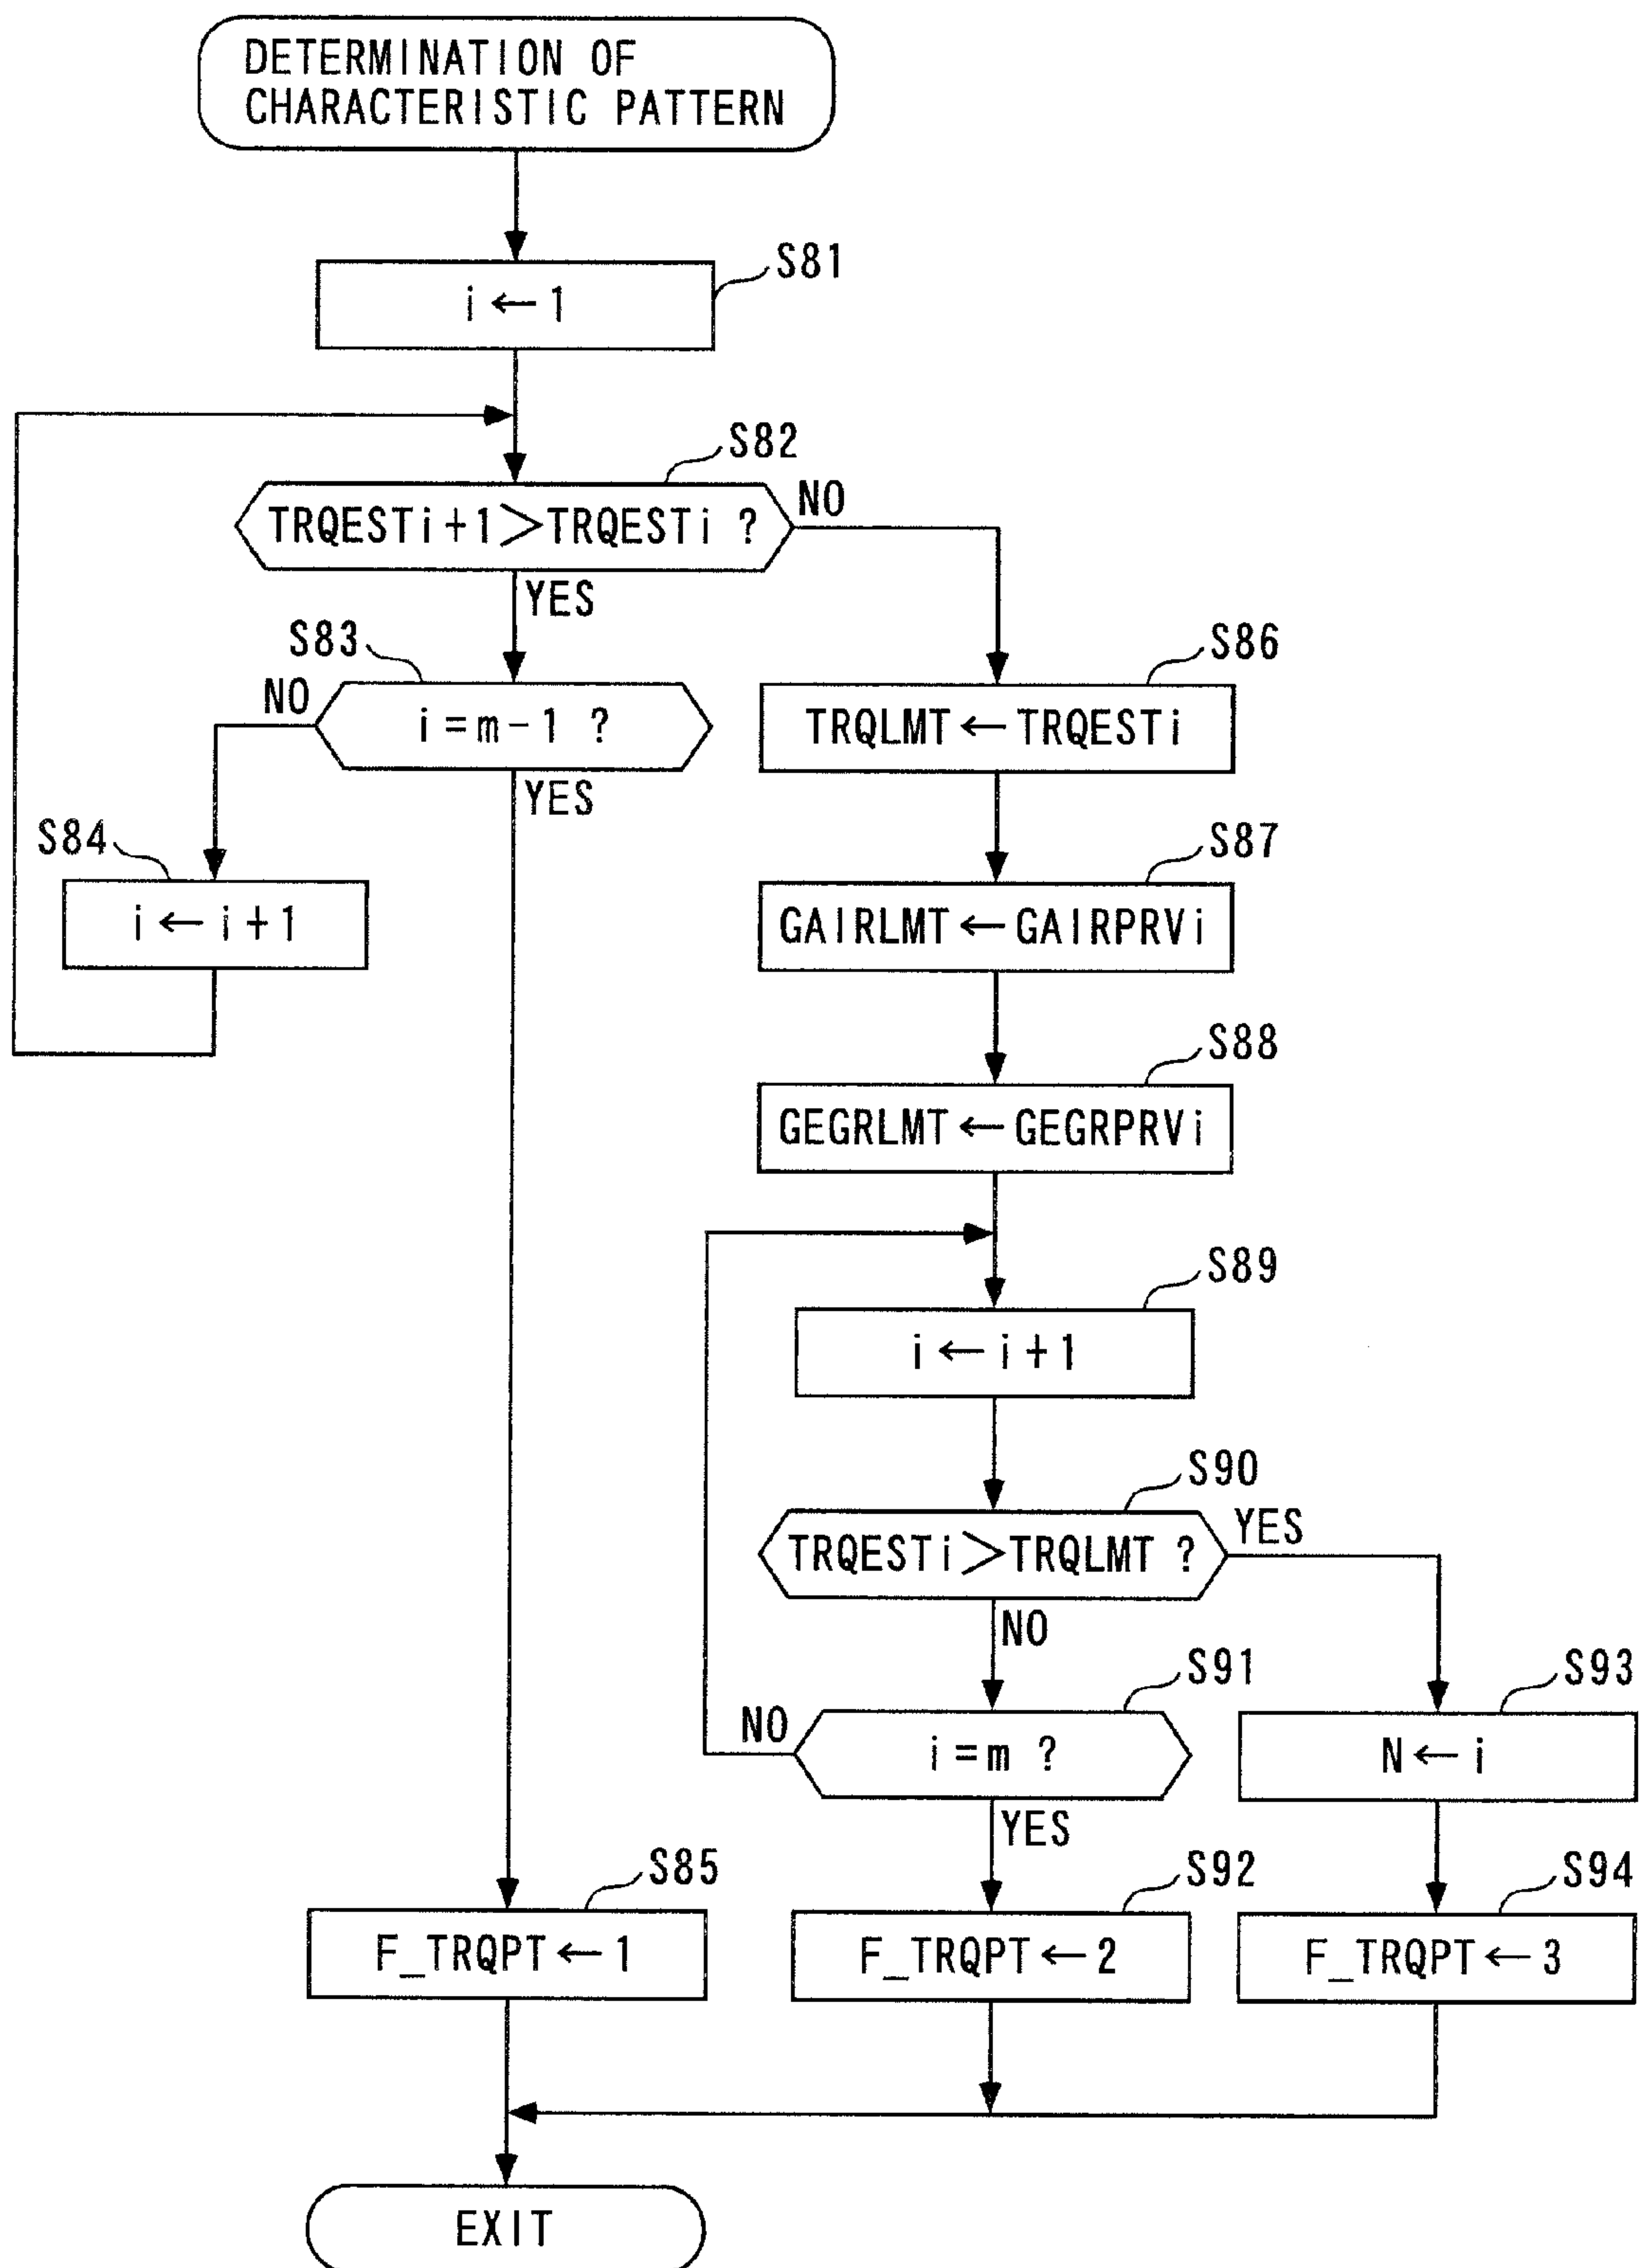 DETERMINATION OF
CHARACTERISTIC PATTERN
S81
i ← 1
S82
TRQESTi+1>TRQESTi ?
NO
YES
S83
NO
i=m-1 ?
YES
S84
i ← i+1
S86
TRQLMT ← TRQESTi
S87
GAIRLMT ← GAIRPRVi
S88
GEGRLMT ← GEGRPRVi
S89
i ← i+1
S90
TRQESTi>TRQLMT ?
YES
NO
S91
NO
i=m ?
YES
S93
N ← i
S85
F_TRQPT ← 1
S92
F_TRQPT ← 2
S94
F_TRQPT ← 3
EXIT